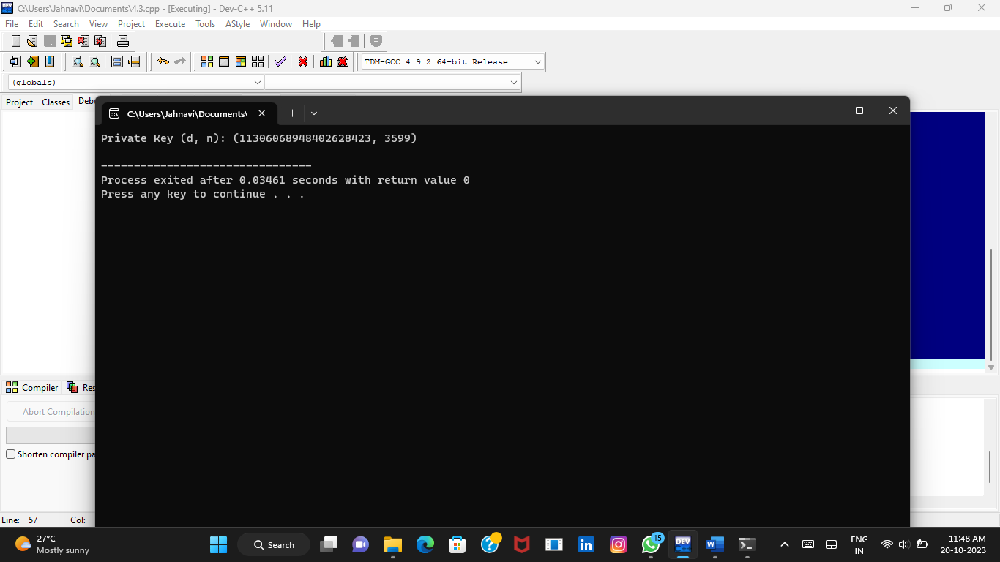 C:\Users\Jahnavi\Documents\4.3.cpp - [Executing] - Dev-C++ 5.11
File Edit Search View Project Execute Tools AStyle Window Help
TDM-GCC 4.9.2 64-bit Release
(globals)
Project Classes Debu
C:\Users\Jahnavi\Documents\
Private Key (d, n): (11306068948402628423, 3599)
--------------------------------
Process exited after 0.03461 seconds with return value 0
Press any key to continue . . .
Compiler Res
Abort Compilation
Shorten compiler pa
Line: 57 Col:
27°C
Mostly sunny
Search
15
DEV
ENG
IN
11:48 AM
20-10-2023